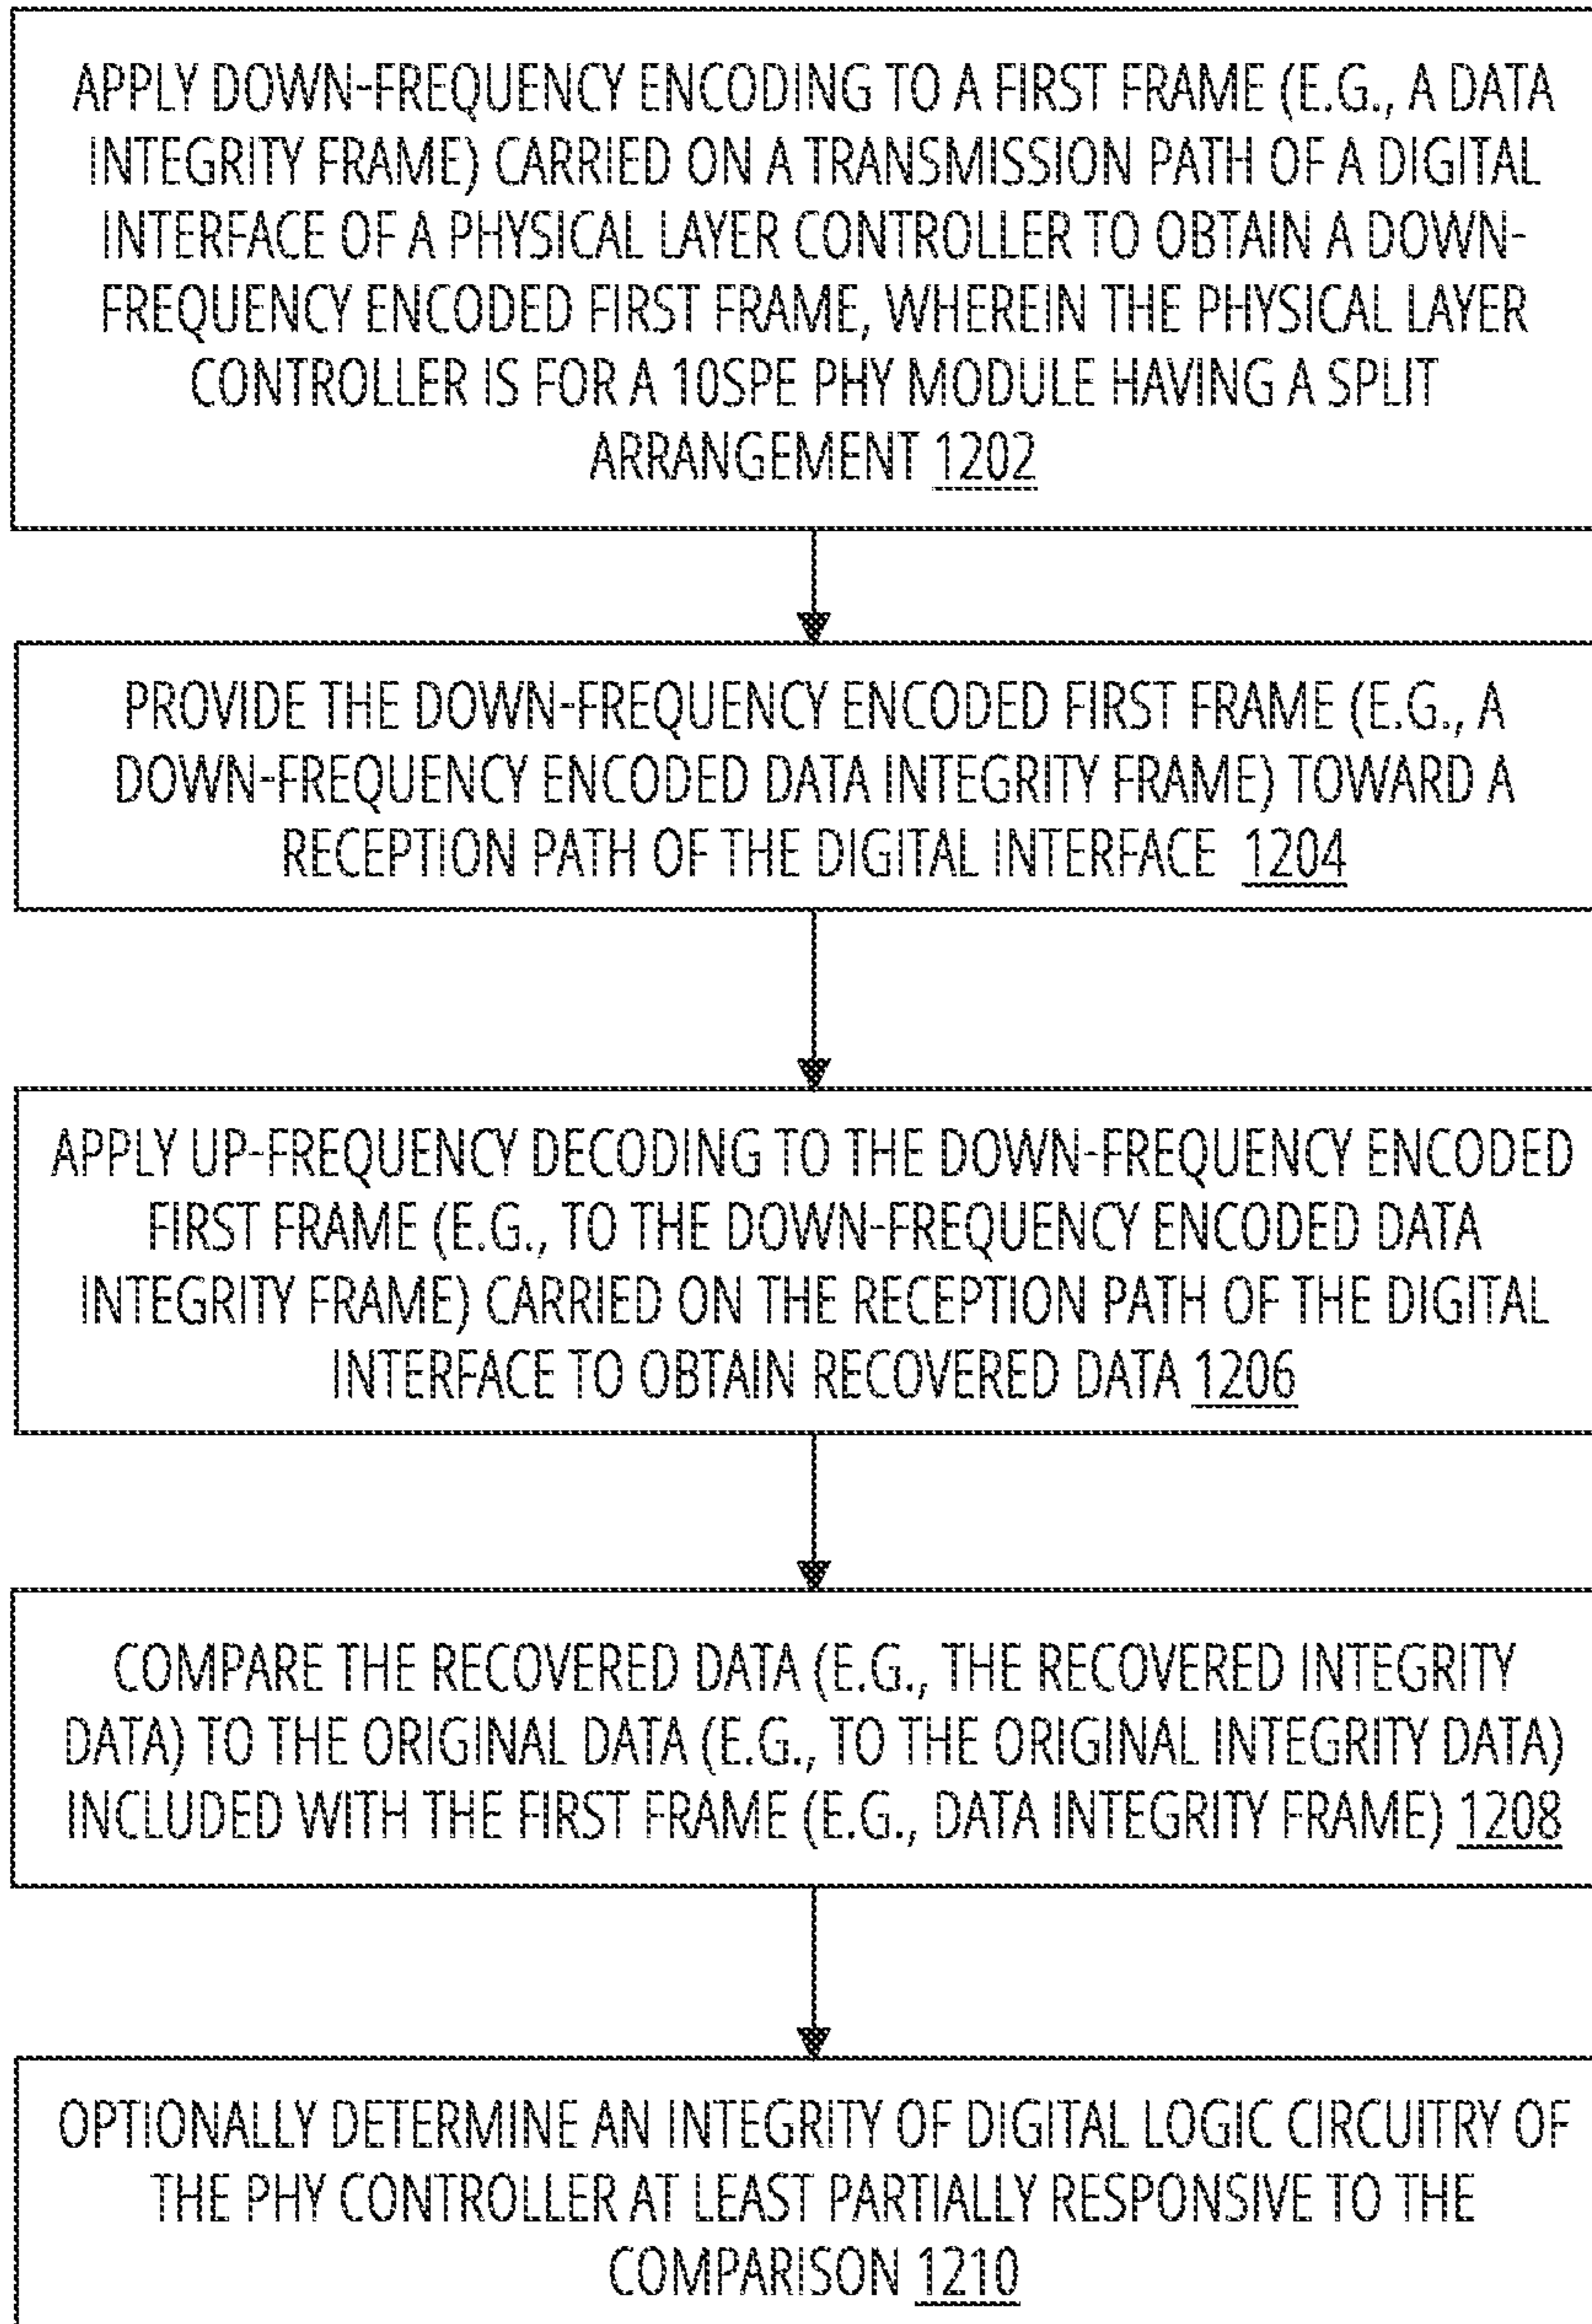 APPLY DOWN-FREQUENCY ENCODING TO A FIRST FRAME (E.G., A DATA
INTEGRITY FRAME) CARRIED ON A TRANSMISSION PATH OF A DIGITAL
INTERFACE OF A PHYSICAL LAYER CONTROLLER TO OBTAIN A DOWN-
FREQUENCY ENCODED FIRST FRAME, WHEREIN THE PHYSICAL LAYER
CONTROLLER IS FOR A 10SPE PHY MODULE HAVING A SPLIT
ARRANGEMENT 1202
PROVIDE THE DOWN-FREQUENCY ENCODED FIRST FRAME (E.G., A
DOWN-FREQUENCY ENCODED DATA INTEGRITY FRAME) TOWARD A
RECEPTION PATH OF THE DIGITAL INTERFACE 1204
APPLY UP-FREQUENCY DECODING TO THE DOWN-FREQUENCY ENCODED
FIRST FRAME (E.G., TO THE DOWN-FREQUENCY ENCODED DATA
INTEGRITY FRAME) CARRIED ON THE RECEPTION PATH OF THE DIGITAL
INTERFACE TO OBTAIN RECOVERED DATA 1206
COMPARE THE RECOVERED DATA (E.G., THE RECOVERED INTEGRITY
DATA) TO THE ORIGINAL DATA (E.G., TO THE ORIGINAL INTEGRITY DATA)
INCLUDED WITH THE FIRST FRAME (E.G., DATA INTEGRITY FRAME) 1208
OPTIONALLY DETERMINE AN INTEGRITY OF DIGITAL LOGIC CIRCUITRY OF
THE PHY CONTROLLER AT LEAST PARTIALLY RESPONSIVE TO THE
COMPARISON 1210